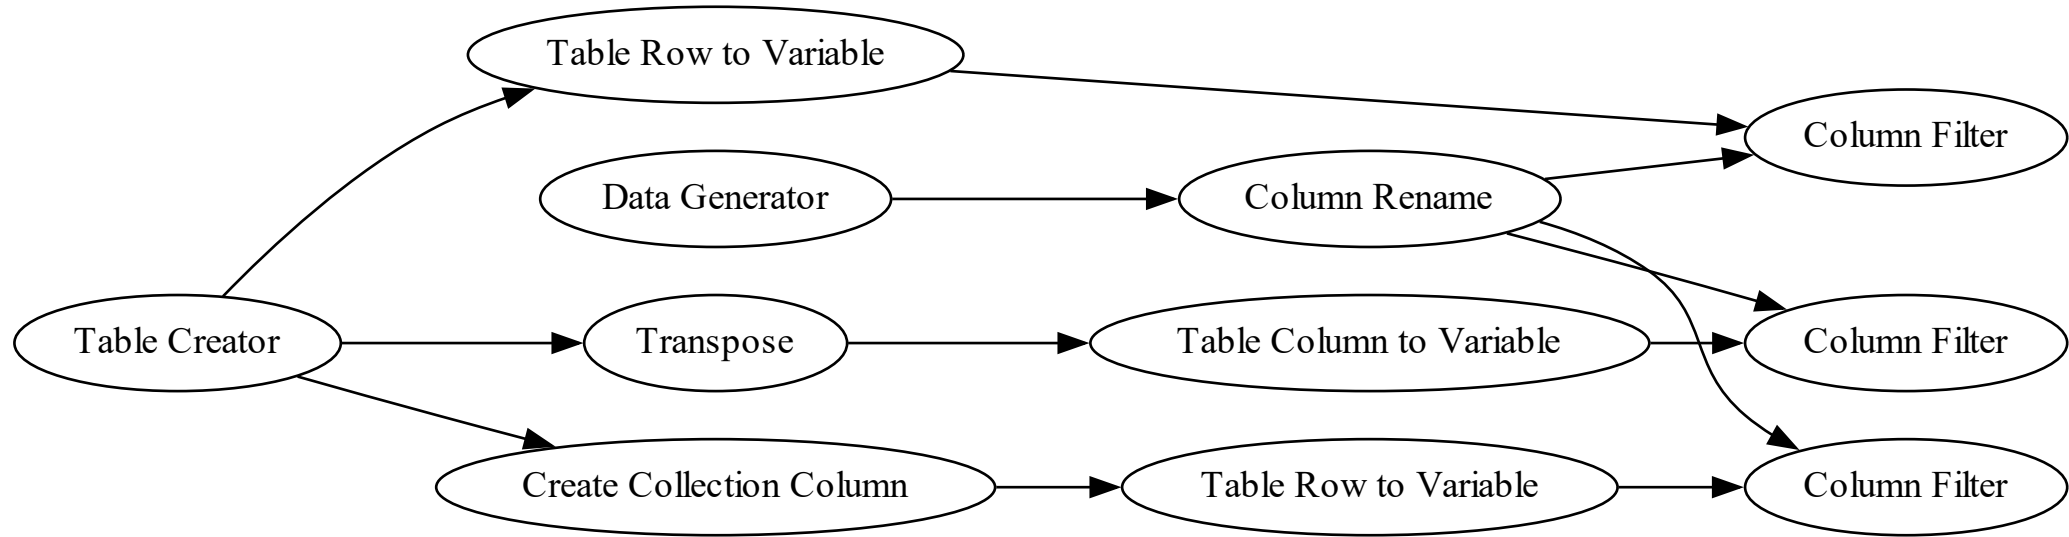 Table Row to Variable
Column Filter
Data Generator
Column Rename
Table Creator
Transpose
Table Column to Variable
Column Filter
Create Collection Column
Table Row to Variable
Column Filter